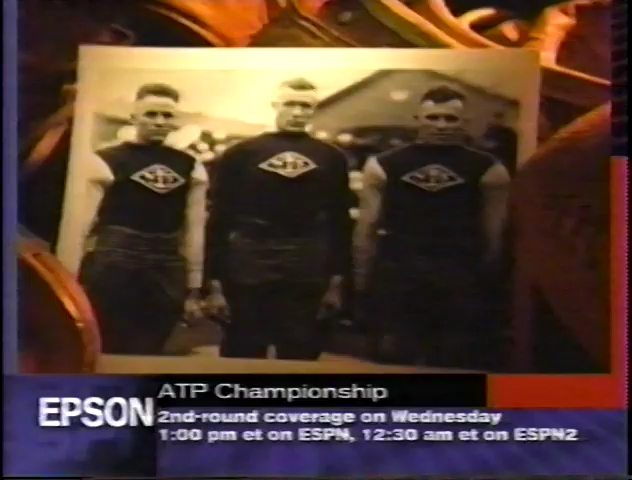 EPSON
ATP Championship
2nd-round coverage on Wednesday
1:00 pm et on ESPN, 12:30 am et on ESPN2